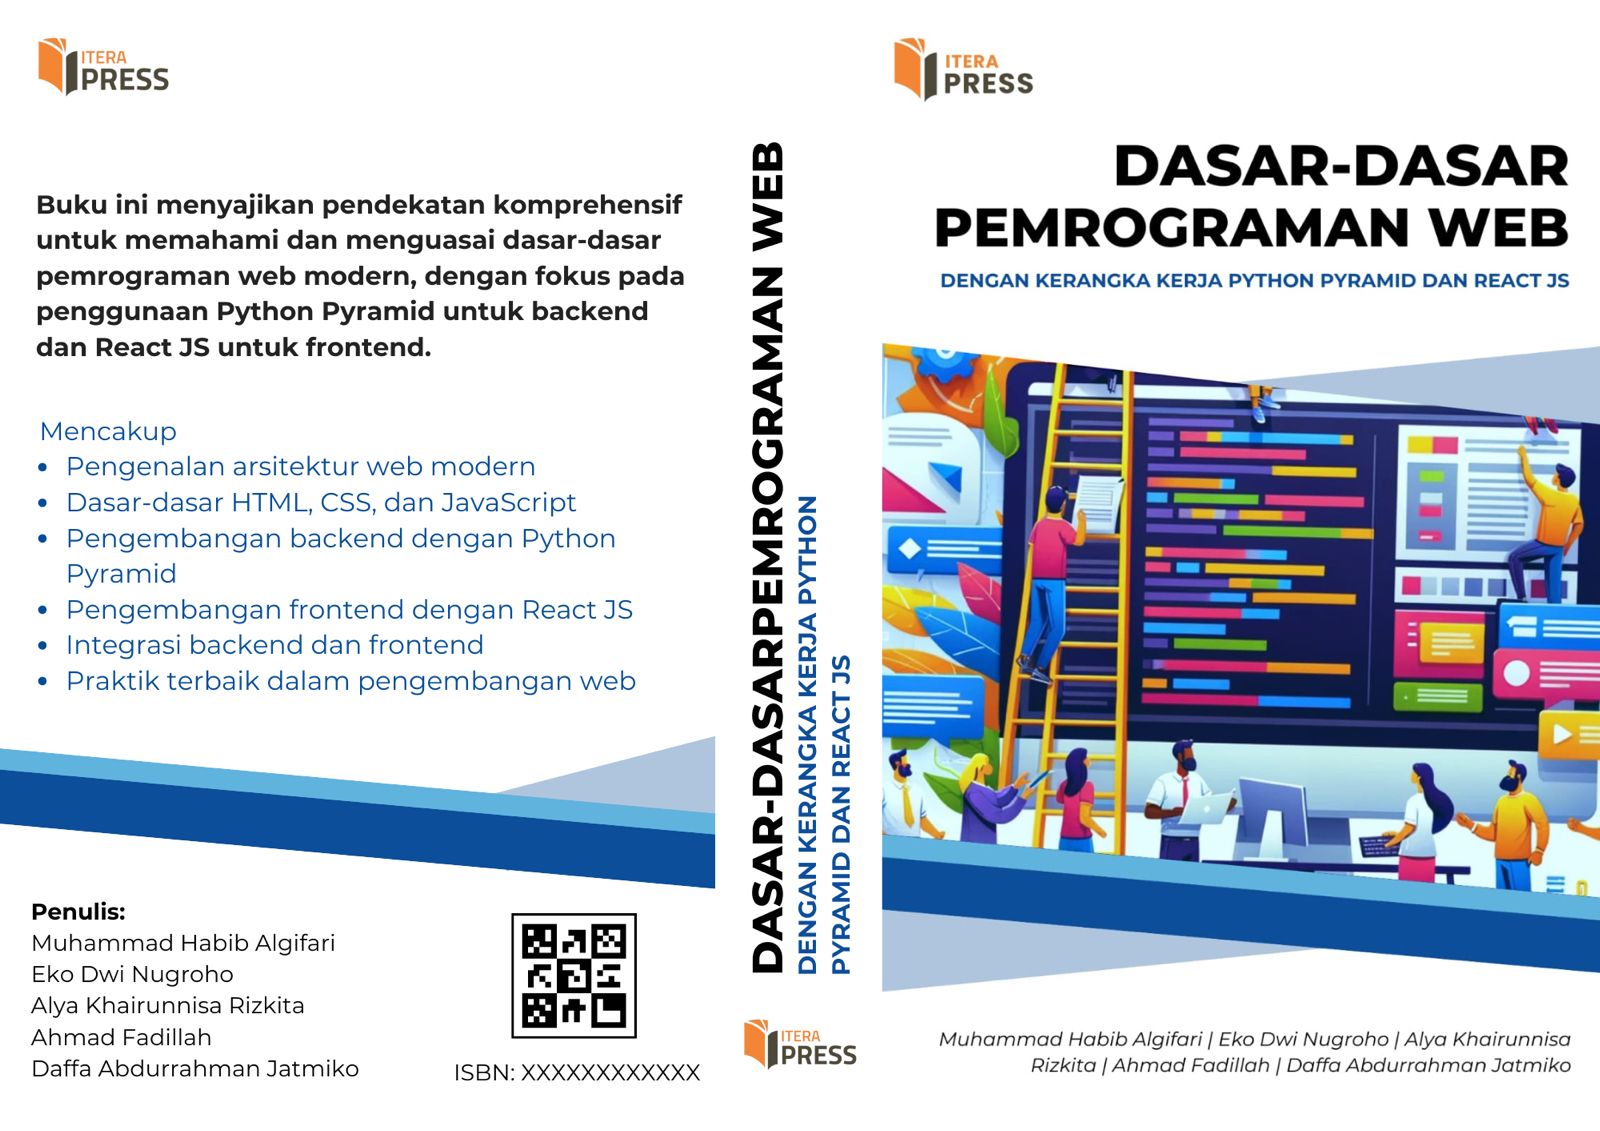 ITERA
PRESS
Buku ini menyajikan pendekatan komprehensif
untuk memahami dan menguasai dasar-dasar
pemrograman web modern, dengan fokus pada
penggunaan Python Pyramid untuk backend
dan React JS untuk frontend.
Mencakup
• Pengenalan arsitektur web modern
• Dasar-dasar HTML, CSS, dan JavaScript
• Pengembangan backend dengan Python
Pyramid
• Pengembangan frontend dengan React JS
• Integrasi backend dan frontend
• Praktik terbaik dalam pengembangan web
Penulis:
Muhammad Habib Algifari
Eko Dwi Nugroho
Alya Khairunnisa Rizkita
Ahmad Fadillah
Daffa Abdurrahman Jatmiko
ISBN: XXXXXXXXXXXX
DASAR-DASARPEMROGRAMAN WEB
DENGAN KERANGKA KERJA PYTHON
PYRAMID DAN REACT JS
ITERA
PRESS
ITERA
PRESS
DASAR-DASAR
PEMROGRAMAN WEB
DENGAN KERANGKA KERJA PYTHON PYRAMID DAN REACT JS
Muhammad Habib Algifari | Eko Dwi Nugroho | Alya Khairunnisa
Rizkita | Ahmad Fadillah | Daffa Abdurrahman Jatmiko